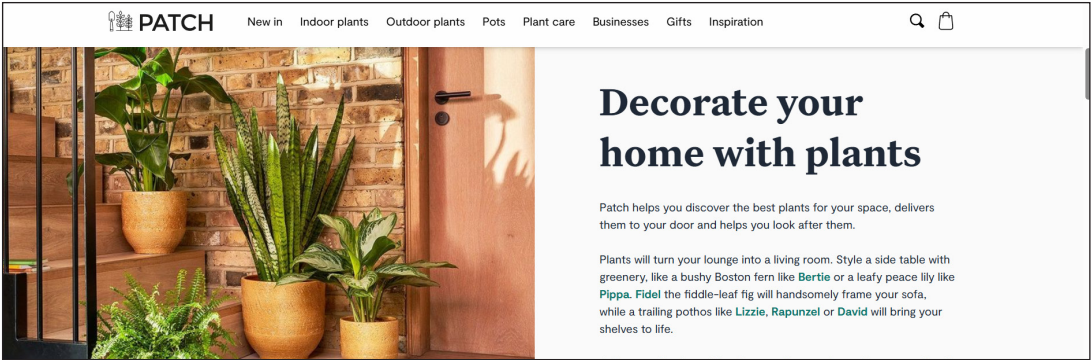 PATCH
New in
Indoor plants
Outdoor plants
Pots
Plant care
Businesses
Gifts
Inspiration
Decorate your
home with plants
Patch helps you discover the best plants for your space, delivers
them to your door and helps you look after them.
Plants will turn your lounge into a living room. Style a side table with
greenery, like a bushy Boston fern like Bertie or a leafy peace lily like
Pippa. Fidel the fiddle-leaf fig will handsomely frame your sofa,
while a trailing pothos like Lizzie, Rapunzel or David will bring your
shelves to life.